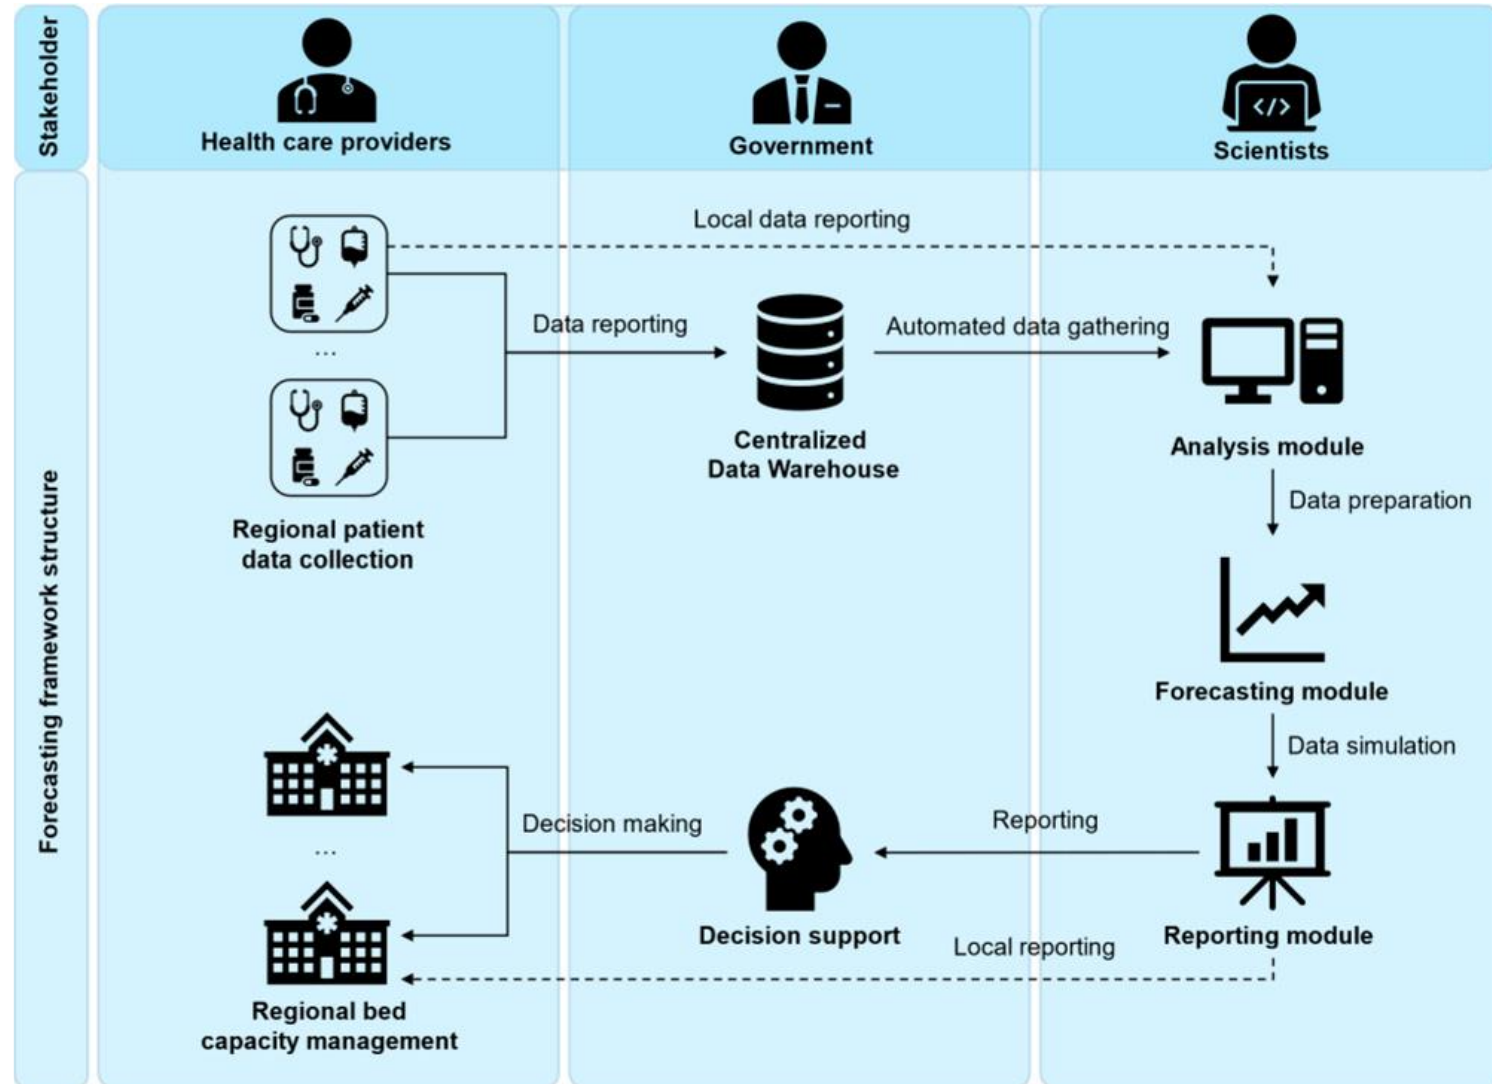 Stakeholder
Health care providers
Government
Scientists
Forecasting framework structure
Local data reporting
...
Data reporting
Automated data gathering
Centralized
Data Warehouse
Analysis module
Regional patient
data collection
Data preparation
Forecasting module
Data simulation
...
Decision making
Reporting
Decision support
Reporting module
Local reporting
Regional bed
capacity management